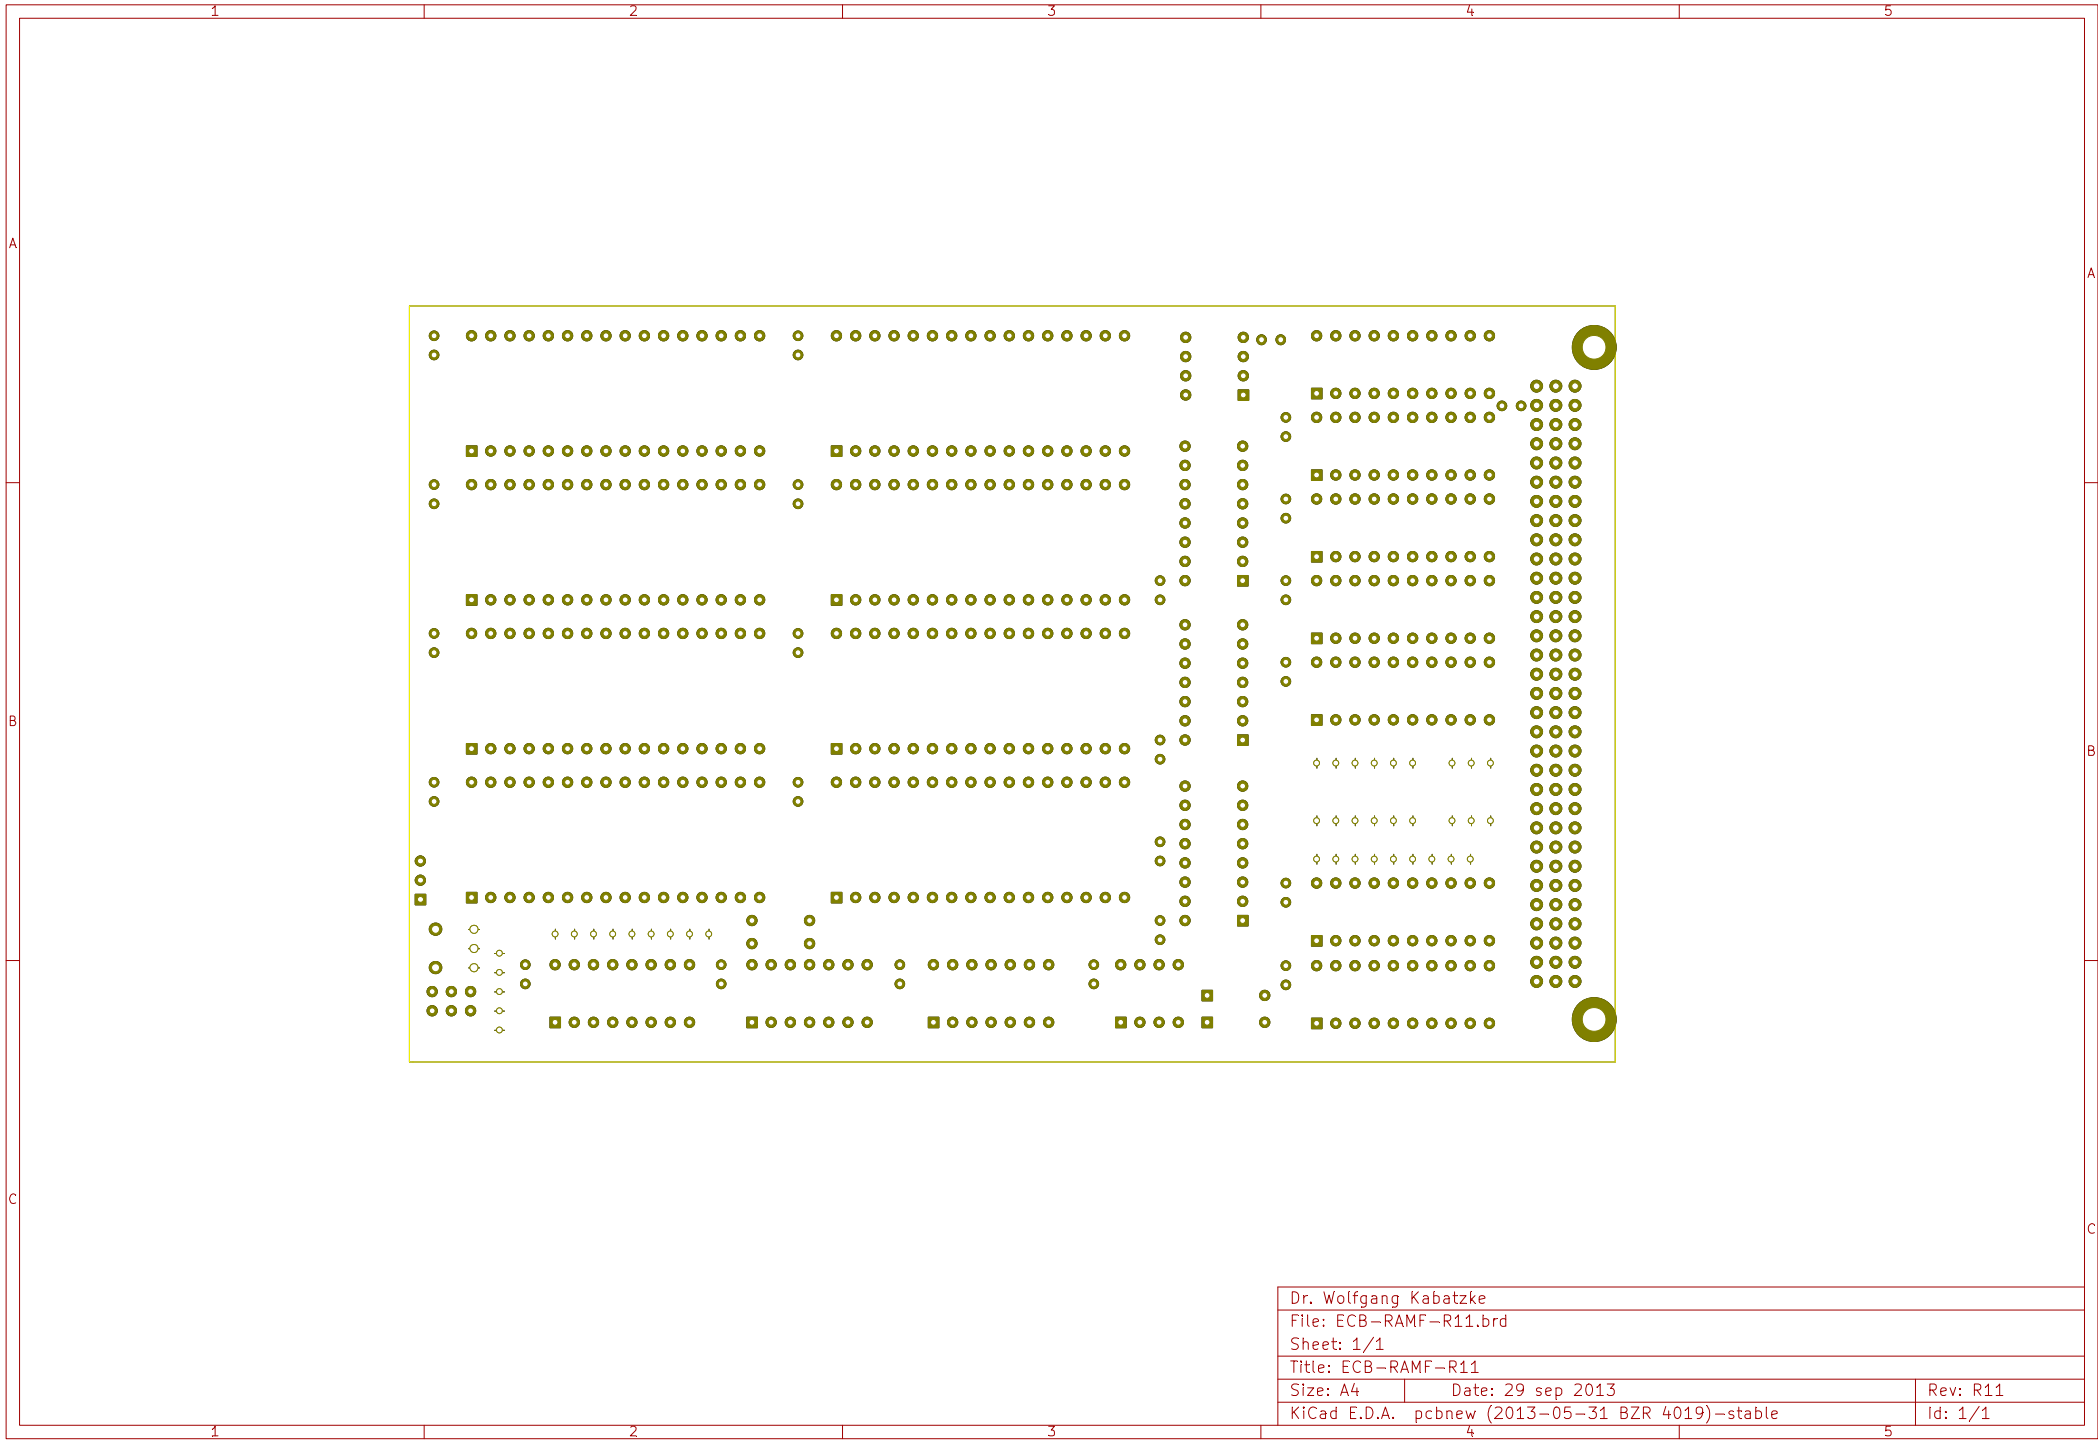 1 2 3 4 5
A A
B B
C C
Dr. Wolfgang Kabatzke
File: ECB-RAMF-R11.brd
Sheet: 1/1
Title: ECB-RAMF-R11
Size: A4 Date: 29 sep 2013 Rev: R11
KiCad E.D.A. pcbnew (2013-05-31 BZR 4019)-stable Id: 1/1
1 2 3 4 5